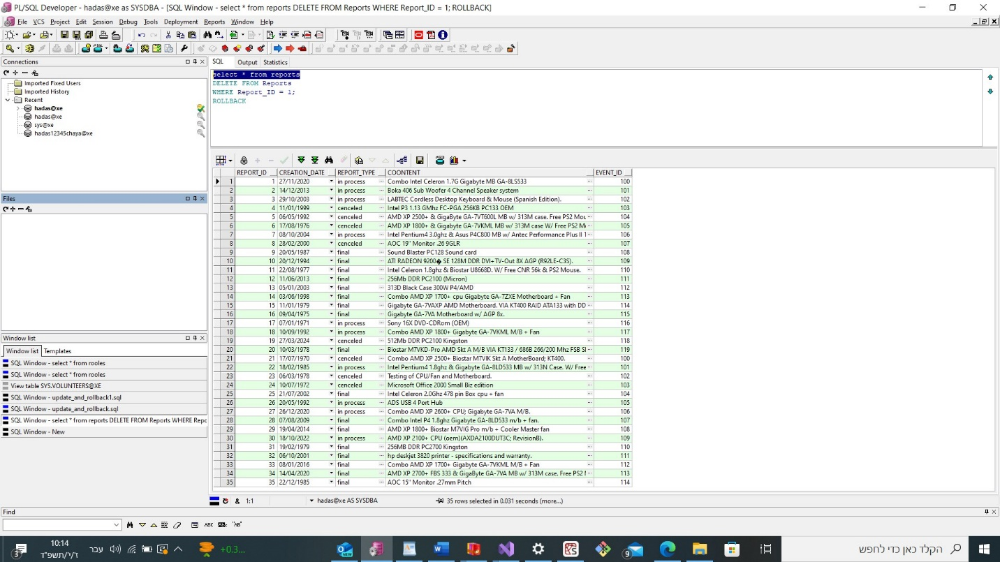 PL/SQL Developer - hadas@xe as SYSDBA - [SQL Window - select * from reports DELETE FROM Reports WHERE Report_ID = 1; ROLLBACK]
File VCS Project Edit Session Debug Tools Deployment Reports Window Help
Connections
Imported Fixed Users
Imported History
Recent
hadas@xe
hadas@xe
sys@xe
hadas12345chaya@xe
Files
Window list
Window list Templates
SQL Window - select * from rooles
SQL Window - select * from rooles
View table SYS.VOLUNTEERS@XE
SQL Window - update_and_rollback1.sql
SQL Window - update_and_rollback.sql
SQL Window - select * from reports DELETE FROM Reports WHERE Repc
SQL Window - New
SQL Output Statistics
select * from reports
DELETE FROM Reports
WHERE Report_ID = 1;
ROLLBACK
REPORT_ID CREATION_DATE REPORT_TYPE COONTENT EVENT_ID
1 1 27/11/2020 in process Combo Intel Celeron 1.7G Gigabyte MB GA-8LS533 100
2 2 14/12/2013 in process Boka 406 Sub Woofer 4 Channel Speaker system 101
3 3 29/10/2003 in process LABTEC Cordless Desktop Keyboard & Mouse (Spanish Edition). 102
4 4 11/01/1999 cenceled Intel P3 1.13 GMhz FC-PGA 256KB PC133 OEM 103
5 5 06/05/1992 cenceled AMD XP 2500+ & GigaByte GA-7VT600L MB w/ 313M case. Free PS2 Mou 104
6 6 17/08/1976 cenceled AMD XP 1800+ & Gigabyte GA-7VKML MB w/ 313M case W/ Free PS2 M 105
7 7 08/10/2004 in process Intel Pentium4 3.0ghz & Asus P4C800 MB w/ Antec Performance Plus II 1 106
8 8 28/02/2000 cenceled AOC 19" Monitor .26 9GLR 107
9 9 20/05/1987 final Sound Blaster PC128 Sound card 108
10 10 20/12/1994 final ATI RADEON 9200� SE 128M DDR DVI+TV-Out 8X AGP (R92LE-C3S). 109
11 11 22/08/1977 final Intel Celeron 1.8ghz & Biostar U8668D. W/ Free CNR 56k & PS2 Mouse. 110
12 12 11/06/2013 final 256Mb DDR PC2100 (Micron) 111
13 13 05/01/2003 final 313D Black Case 300W P4/AMD 112
14 14 03/06/1998 final Combo AMD XP 1700+ cpu Gigabyte GA-7ZXE Motherboard + Fan 113
15 15 11/01/1979 final Gigabyte GA-7VAXP AMD Motherboard. VIA KT400 RAID ATA133 with DD 114
16 16 09/04/1975 final Gigabyte GA-7VA Motherboard w/ AGP 8x. 115
17 17 07/01/1971 in process Sony 16X DVD-CDRom (OEM) 116
18 18 10/09/1992 in process Combo AMD XP 1800+ Gigabyte GA-7VKML M/B + Fan 117
19 19 27/03/2024 cenceled 512Mb DDR PC2100 Kingston 118
20 20 10/03/1978 final Biostar M7VKD-Pro AMD Skt A M/B VIA KT133 / 686B 266/200 Mhz FSB Sl 119
21 21 17/07/1970 cenceled Combo AMD XP 2500+ Biostar M7VIK Skt A MotherBoard; KT400. 100
22 22 18/02/1985 in process Intel Pentium4 1.8ghz & Gigabyte GA-8LD533 MB w/ 313N Case. W/ Free 101
23 23 06/03/1978 cenceled Testing of CPU/Fan and Motherboard. 102
24 24 10/07/1972 cenceled Microsoft Office 2000 Small Biz edition 103
25 25 21/07/2002 final Intel Celeron 2.0Ghz 478 pin Box cpu + fan 104
26 26 20/05/1992 in process ADS USB 4 Port Hub 105
27 27 26/12/2020 in process Combo AMD XP 2600+ CPU; Gigabyte GA-7VA M/B. 106
28 28 07/08/2009 final Combo Intel P4 1.8ghz Gigabyte GA-8LD533 m/b + fan. 107
29 29 19/04/2014 final AMD XP 1800+ Biostar M7VIG Pro m/b + Cooler Master fan 108
30 30 18/10/2022 in process AMD XP 2100+ CPU (oem)(AXDA2100DUT3C; RevisionB). 109
31 31 19/02/1979 final 256MB DDR PC2700 Kingston 110
32 32 06/10/2001 final hp deskjet 3820 printer - specifications and warranty. 111
33 33 08/01/2016 final Combo AMD XP 1700+ Gigabyte GA-7VKML M/B + Fan 112
34 34 14/04/2020 final AMD XP 2700+ FBS 333 & GigaByte GA-7VA MB w/ 313M case. Free PS2 113
35 35 22/12/1985 final AOC 15" Monitor .27mm Pitch 114
& 1:1 hadas@xe AS SYSDBA 35 rows selected in 0.031 seconds (more...)
Find
ABC "AB"
10:14
ז'/י'/תשפ"ד
עבר
+0.3...
הקלד כאן כדי לחפש